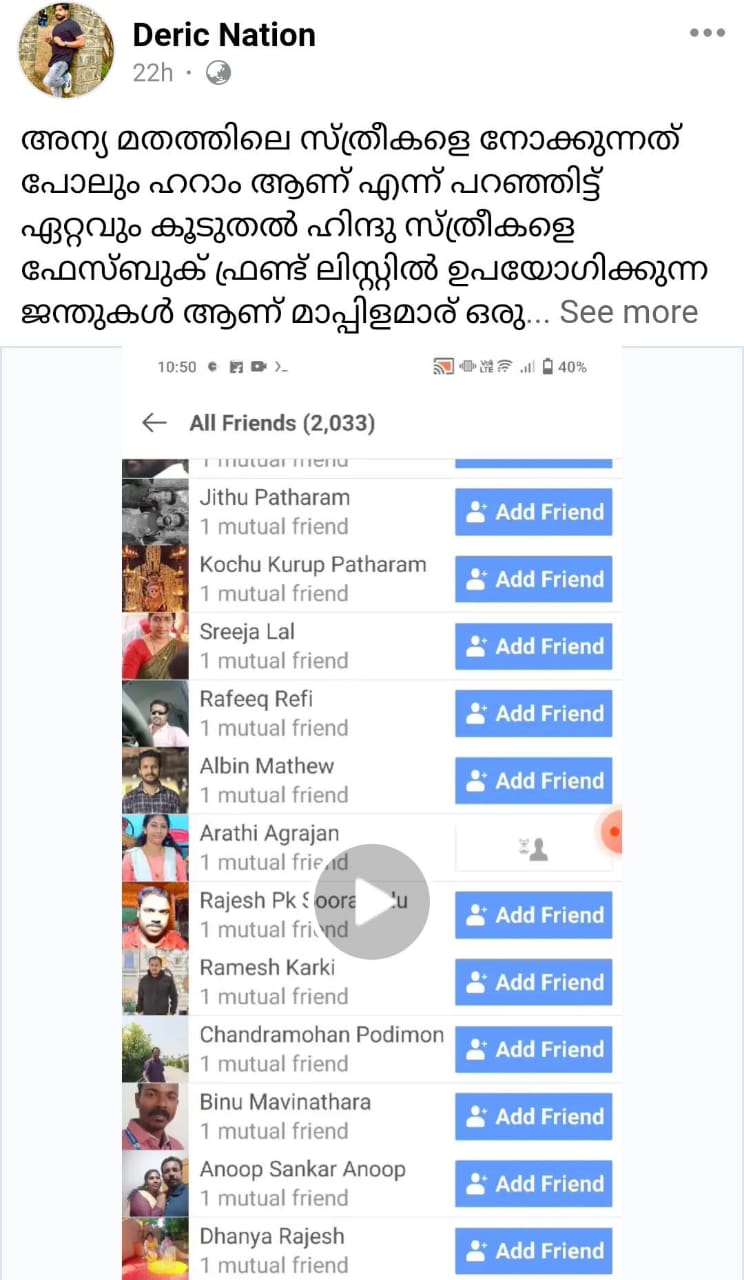 Deric Nation
22h
അന്യ മതത്തിലെ സ്ത്രീകളെ നോക്കുന്നത്
പോലും ഹറാം ആണ് എന്ന് പറഞ്ഞിട്ട്
ഏറ്റവും കൂടുതൽ ഹിന്ദു സ്ത്രീകളെ
ഫേസ്ബുക് ഫ്രണ്ട് ലിസ്റ്റിൽ ഉപയോഗിക്കുന്ന
ജന്തുകൾ ആണ് മാപ്പിളമാര് ഒരു... See more
10:50 40%
All Friends (2,033)
1 mutual friend
Jithu Patharam
1 mutual friend
Add Friend
Kochu Kurup Patharam
1 mutual friend
Add Friend
Sreeja Lal
1 mutual friend
Add Friend
Rafeeq Refi
1 mutual friend
Add Friend
Albin Mathew
1 mutual friend
Add Friend
Arathi Agrajan
1 mutual friend
Rajesh Pk
1 mutual friend
Add Friend
Ramesh Karki
1 mutual friend
Add Friend
Chandramohan Podimon
1 mutual friend
Add Friend
Binu Mavinathara
1 mutual friend
Add Friend
Anoop Sankar Anoop
1 mutual friend
Add Friend
Dhanya Rajesh
1 mutual friend
Add Friend